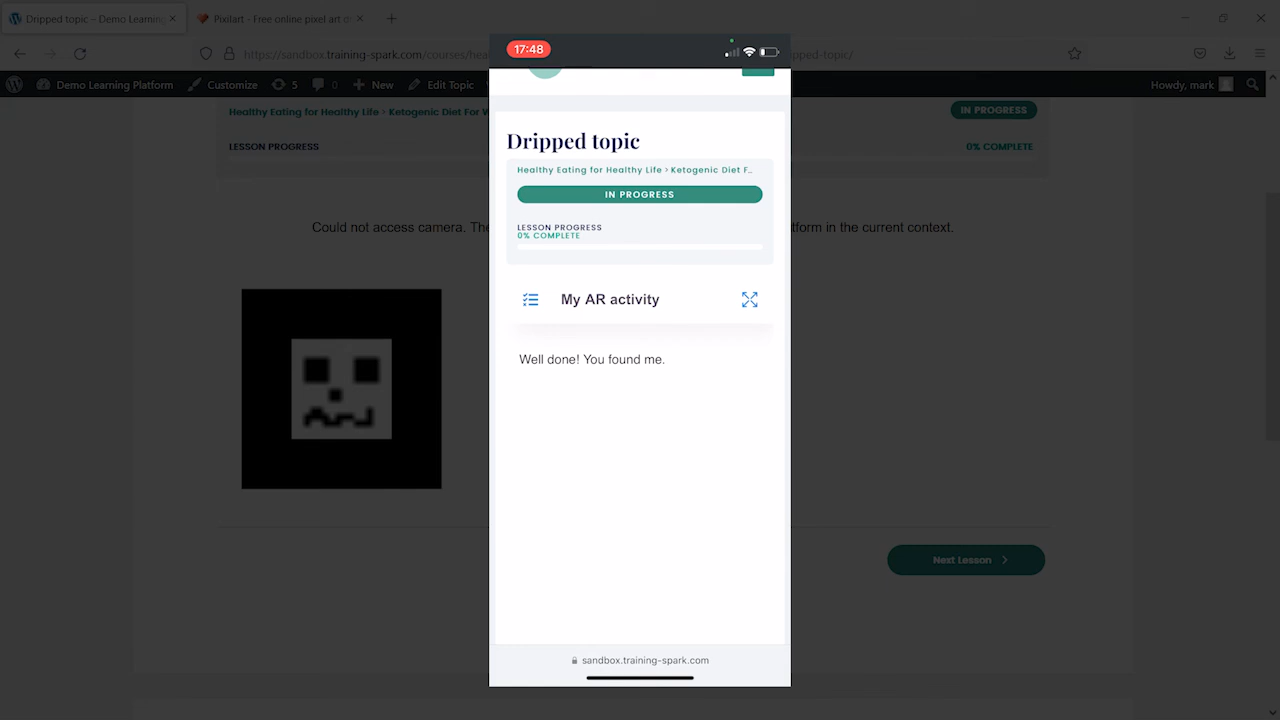 Dripped topic – Demo Learning
Pixilart - Free online pixel art d
https://sandbox.training-spark.com/courses/hea
pped-topic/
Demo Learning Platform
Customize
5
0
New
Edit Topic
Howdy, mark
Healthy Eating for Healthy Life > Ketogenic Diet For W
IN PROGRESS
LESSON PROGRESS
0% COMPLETE
Could not access camera. The
tform in the current context.
Next Lesson >
17:48
Dripped topic
Healthy Eating for Healthy Life > Ketogenic Diet F...
IN PROGRESS
LESSON PROGRESS
0% COMPLETE
My AR activity
Well done! You found me.
sandbox.training-spark.com